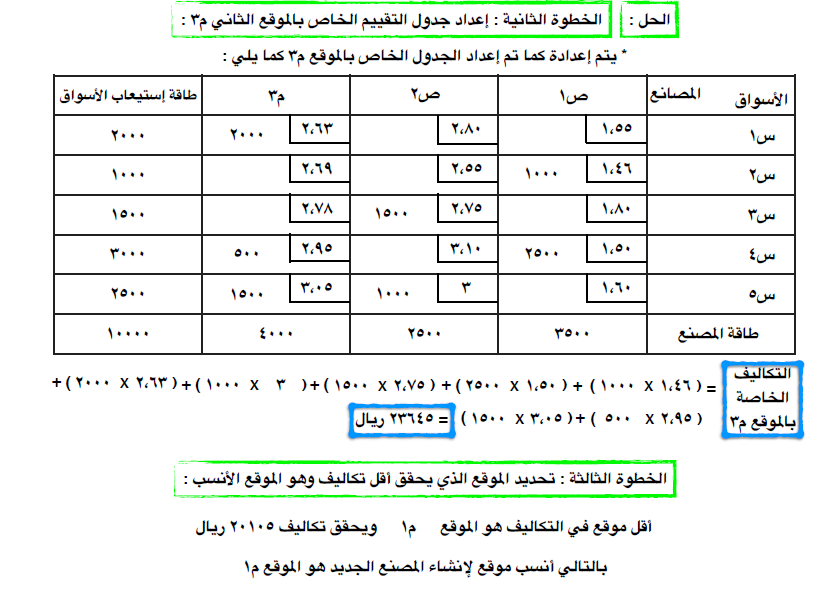 الحل : الخطوة الثانية : إعداد جدول التقييم الخاص بالموقع الثاني م٣ :
* يتم إعدادة كما تم إعداد الجدول الخاص بالموقع م٣ كما يلي :
الأسواق المصانع ص١ ص٢ م٣ طاقة إستيعاب الأسواق
س١ ١،٥٥ ٢،٨٠ ٢،٦٣ ٢٠٠٠ ٢٠٠٠
س٢ ١،٤٦ ١٠٠٠ ٢،٥٥ ٢،٦٩ ١٠٠٠
س٣ ١،٨٠ ٢،٧٥ ١٥٠٠ ٢،٧٨ ١٥٠٠
س٤ ١،٥٠ ٢٥٠٠ ٣،١٠ ٢،٩٥ ٥٠٠ ٣٠٠٠
س٥ ١،٦٠ ٣ ١٠٠٠ ٣،٠٥ ١٥٠٠ ٢٥٠٠
طاقة المصنع ٣٥٠٠ ٢٥٠٠ ٤٠٠٠ ١٠٠٠٠
التكاليف
الخاصة
بالموقع م٣
= ( ١،٤٦ X ١٠٠٠ ) + ( ١،٥٠ X ٢٥٠٠ ) + ( ٢،٧٥ X ١٥٠٠ ) + ( ٣ X ١٠٠٠ ) + ( ٢،٦٣ X ٢٠٠٠ ) +
( ٢،٩٥ X ٥٠٠ ) + ( ٣،٠٥ X ١٥٠٠ ) = ٢٣٦٤٥ ريال
الخطوة الثالثة : تحديد الموقع الذي يحقق أقل تكاليف وهو الموقع الأنسب :
أقل موقع في التكاليف هو الموقع م١ ويحقق تكاليف ٢٠١٠٥ ريال
بالتالي أنسب موقع لإنشاء المصنع الجديد هو الموقع م١